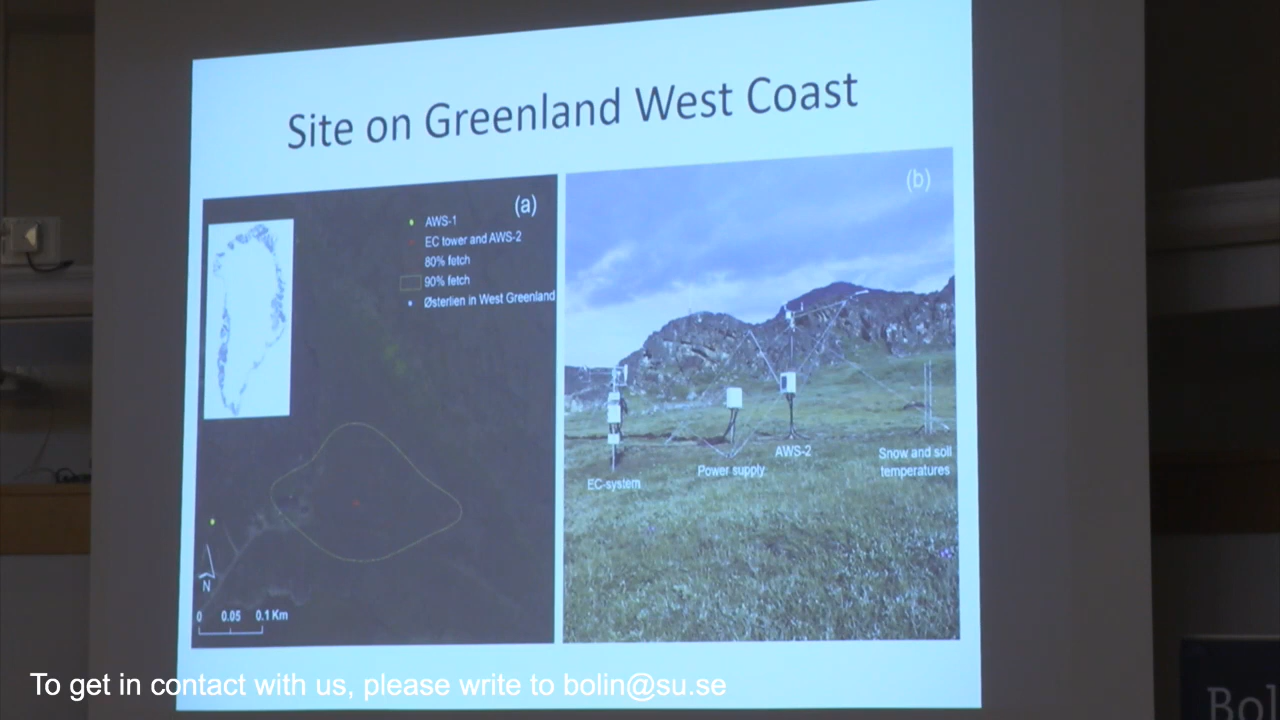 Site on Greenland West Coast
(a)
AWS-1
EC tower and AWS-2
80% fetch
90% fetch
Østerlien in West Greenland
N
0 0.05 0.1 Km
(b)
EC-system
Power supply
AWS-2
Snow and soil
temperatures
To get in contact with us, please write to bolin@su.se
Bol